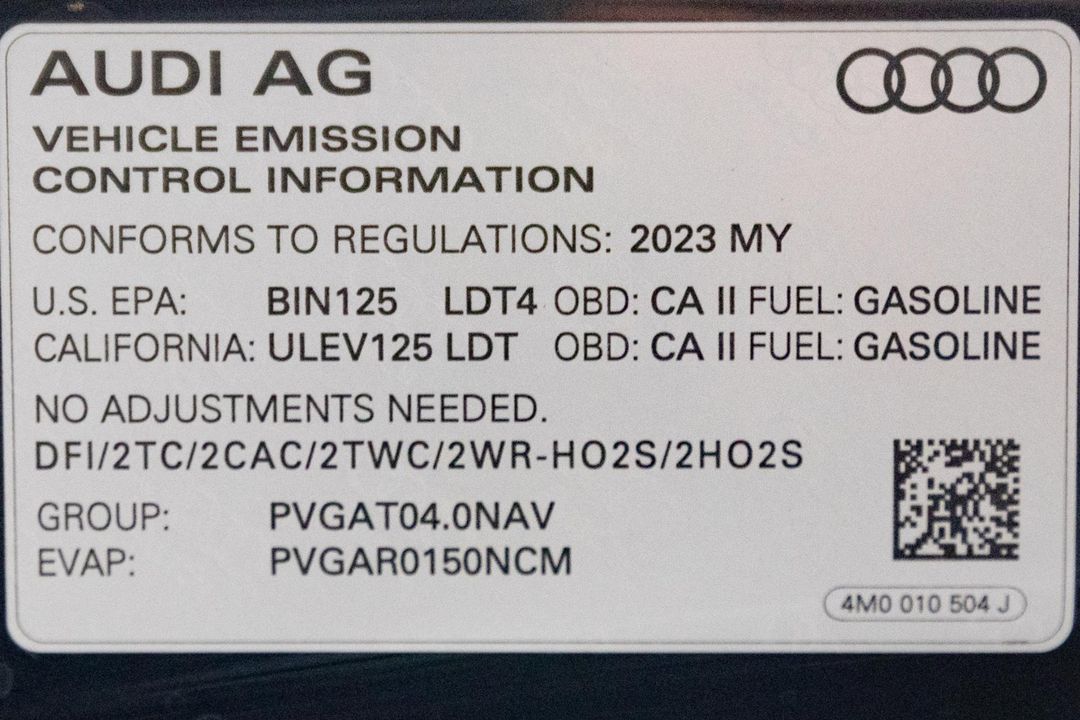 AUDI AG
VEHICLE EMISSION
CONTROL INFORMATION
CONFORMS TO REGULATIONS: 2023 MY
U.S. EPA: BIN125 LDT4 OBD: CA II FUEL: GASOLINE
CALIFORNIA: ULEV125 LDT OBD: CA II FUEL: GASOLINE
NO ADJUSTMENTS NEEDED.
DFI/2TC/2CAC/2TWC/2WR-HO2S/2HO2S
GROUP: PVGAT04.0NAV
EVAP: PVGAR0150NCM
4M0 010 504 J